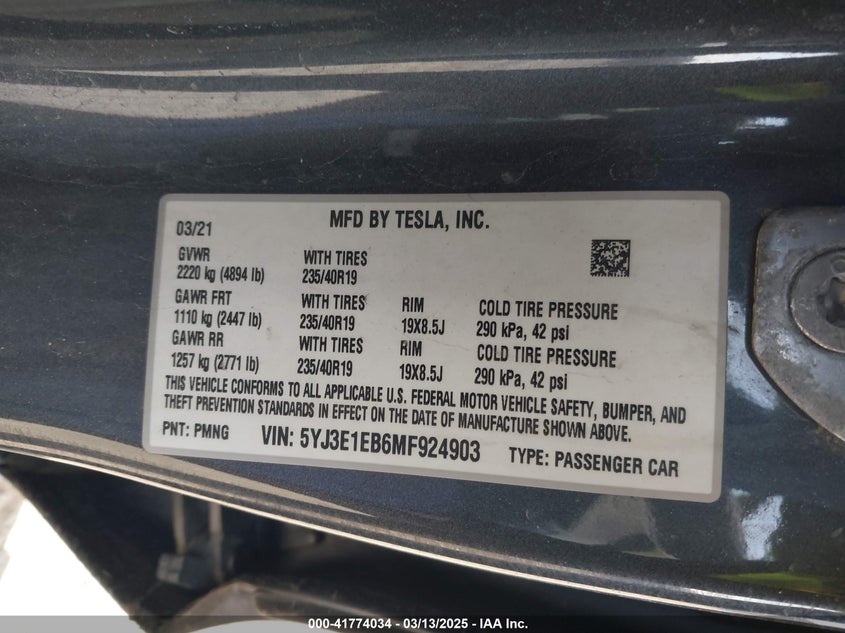 MFD BY TESLA, INC.
03/21
GVWR WITH TIRES
2220 kg (4894 lb) 235/40R19
GAWR FRT WITH TIRES RIM COLD TIRE PRESSURE
1110 kg (2447 lb) 235/40R19 19X8.5J 290 kPa, 42 psi
GAWR RR WITH TIRES RIM COLD TIRE PRESSURE
1257 kg (2771 lb) 235/40R19 19X8.5J 290 kPa, 42 psi
THIS VEHICLE CONFORMS TO ALL APPLICABLE U.S. FEDERAL MOTOR VEHICLE SAFETY, BUMPER, AND
THEFT PREVENTION STANDARDS IN EFFECT ON THE DATE OF MANUFACTURE SHOWN ABOVE.
PNT: PMNG VIN: 5YJ3E1EB6MF924903 TYPE: PASSENGER CAR
000-41774034 - 03/13/2025 - IAA Inc.